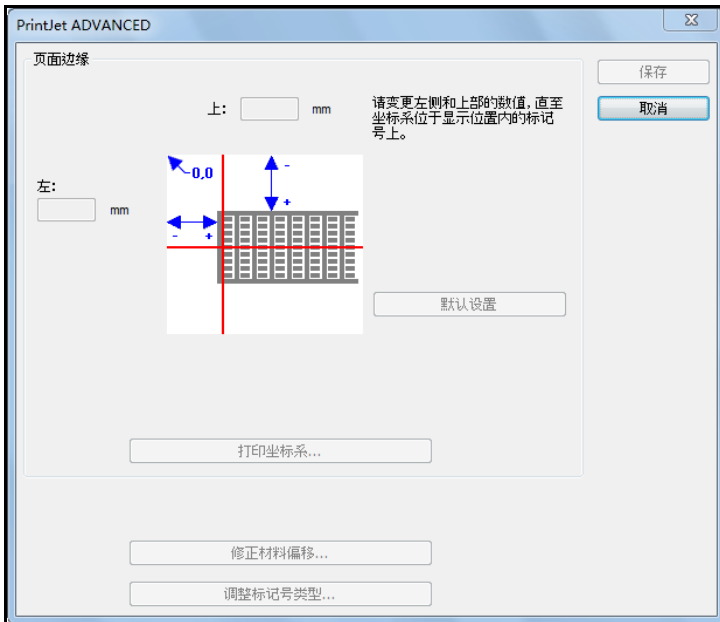 PrintJet ADVANCED
页面边缘
保存
取消
上:
mm
请变更左侧和上部的数值,直至
坐标系位于显示位置内的标记
号上。
左:
mm
0,0
-
+
- +
默认设置
打印坐标系...
修正材料偏移...
调整标记号类型...